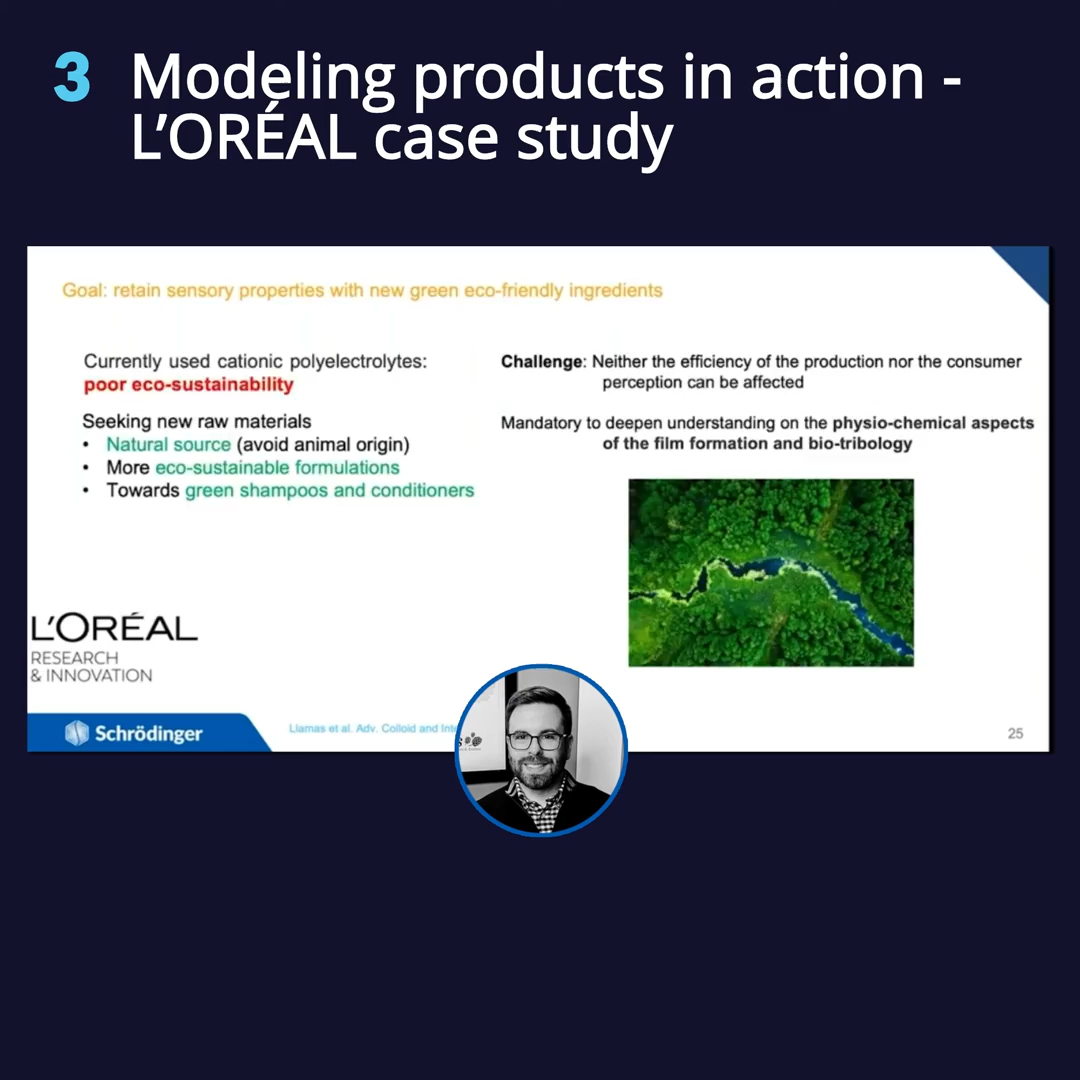 3 Modeling products in action -
L’ORÉAL case study
Goal: retain sensory properties with new green eco-friendly ingredients
Currently used cationic polyelectrolytes:
poor eco-sustainability
Seeking new raw materials
• Natural source (avoid animal origin)
• More eco-sustainable formulations
• Towards green shampoos and conditioners
Challenge: Neither the efficiency of the production nor the consumer
perception can be affected
Mandatory to deepen understanding on the physio-chemical aspects
of the film formation and bio-tribology
L’ORÉAL
RESEARCH
& INNOVATION
Schrödinger
Llamas et al. Adv. Colloid and
25